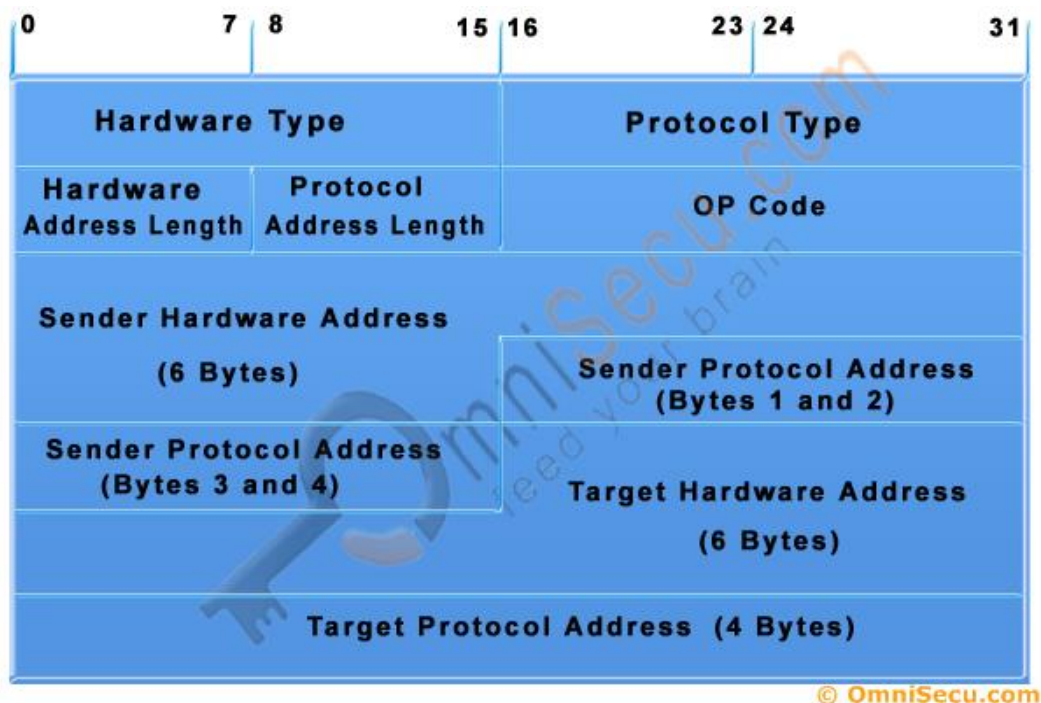 0 7 8 15 16 23 24 31
Hardware Type
Protocol Type
Hardware
Address Length
Protocol
Address Length
OP Code
Sender Hardware Address
(6 Bytes)
Sender Protocol Address
(Bytes 1 and 2)
Sender Protocol Address
(Bytes 3 and 4)
Target Hardware Address
(6 Bytes)
Target Protocol Address (4 Bytes)
OmniSecu.com
feed your brain
© OmniSecu.com